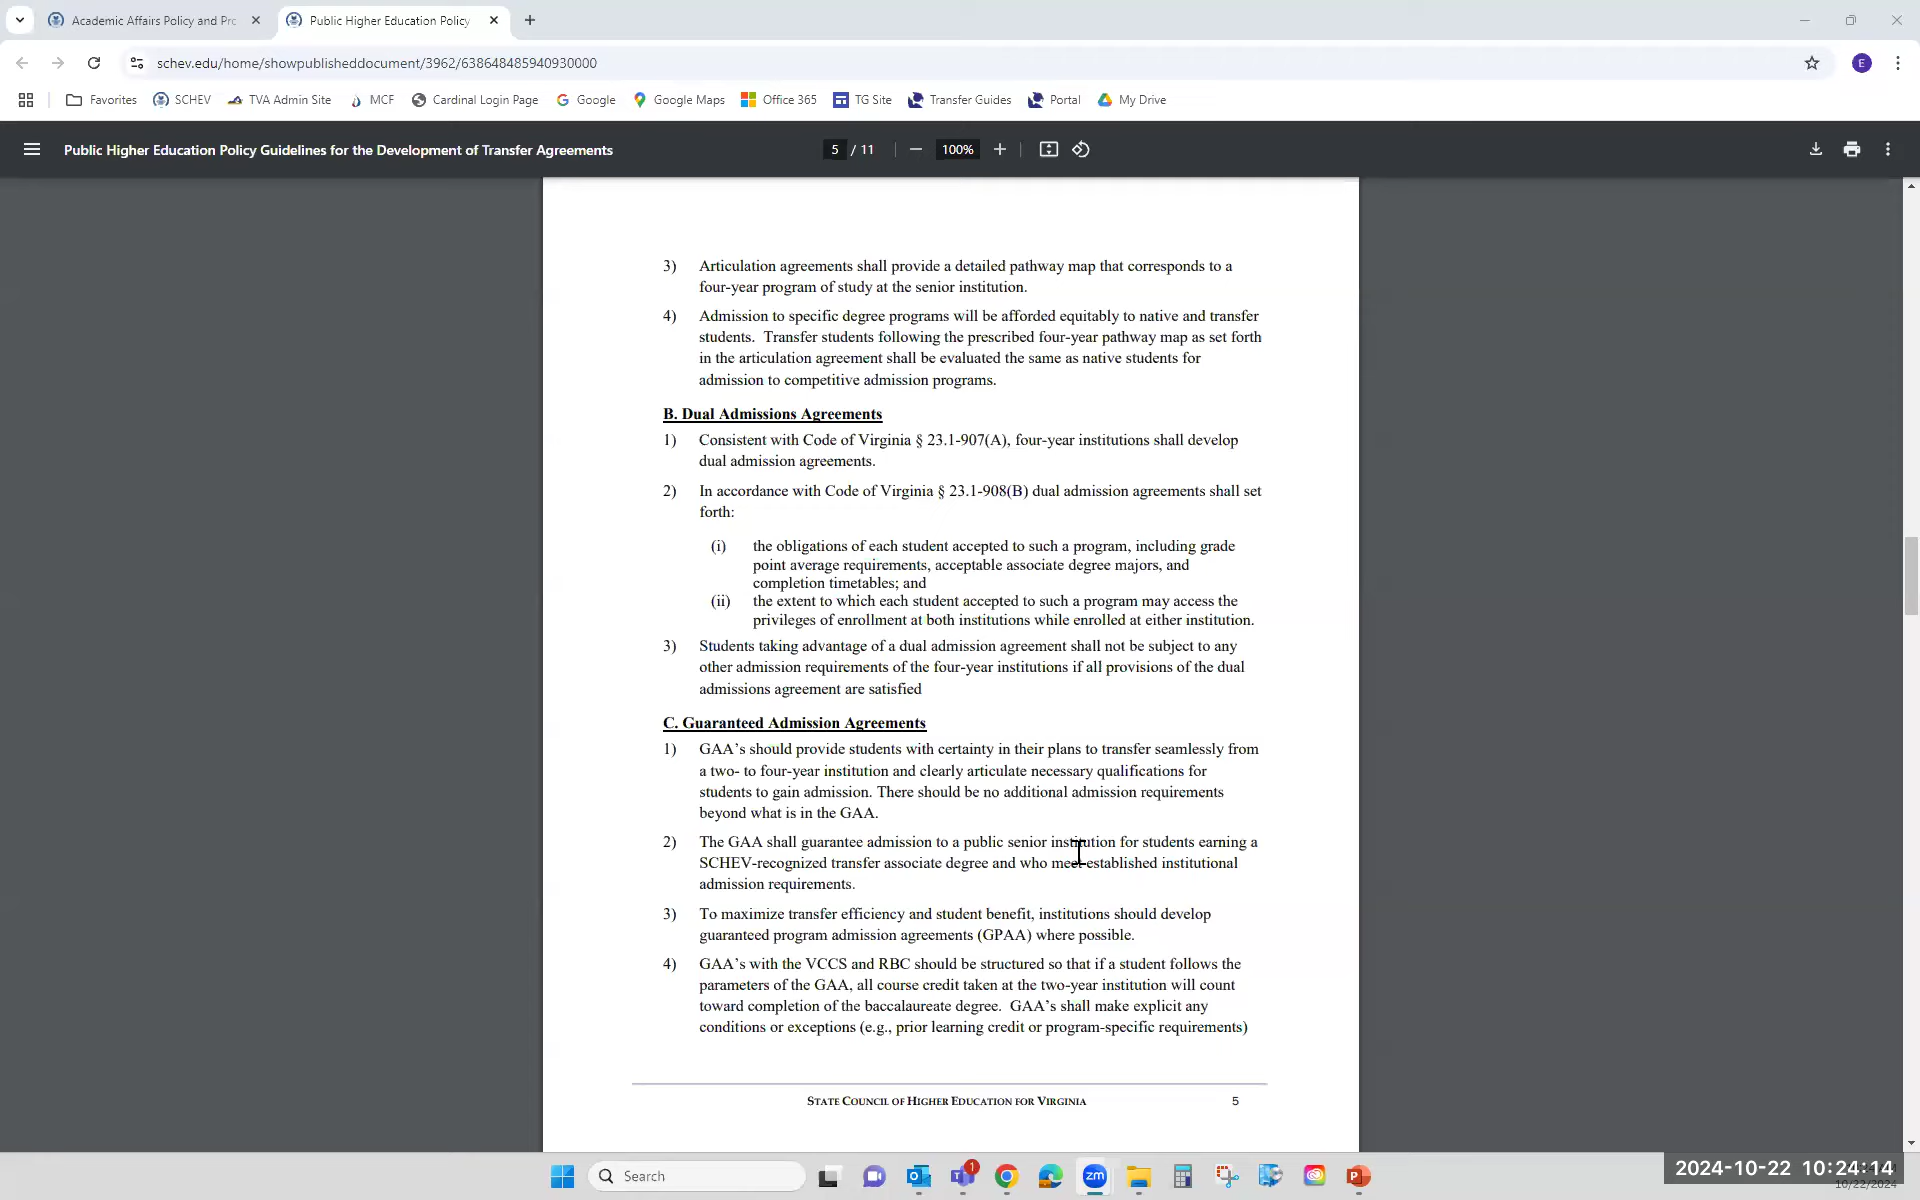 Academic Affairs Policy and Pro
Public Higher Education Policy
schev.edu/home/showpublisheddocument/3962/638648485940930000
E
Favorites
SCHEV
TVA Admin Site
MCF
Cardinal Login Page
Google
Google Maps
Office 365
TG Site
Transfer Guides
Portal
My Drive
Public Higher Education Policy Guidelines for the Development of Transfer Agreements
5 / 11
100%
3) Articulation agreements shall provide a detailed pathway map that corresponds to a
four-year program of study at the senior institution.
4) Admission to specific degree programs will be afforded equitably to native and transfer
students. Transfer students following the prescribed four-year pathway map as set forth
in the articulation agreement shall be evaluated the same as native students for
admission to competitive admission programs.
B. Dual Admissions Agreements
1) Consistent with Code of Virginia § 23.1-907(A), four-year institutions shall develop
dual admission agreements.
2) In accordance with Code of Virginia § 23.1-908(B) dual admission agreements shall set
forth:
(i) the obligations of each student accepted to such a program, including grade
point average requirements, acceptable associate degree majors, and
completion timetables; and
(ii) the extent to which each student accepted to such a program may access the
privileges of enrollment at both institutions while enrolled at either institution.
3) Students taking advantage of a dual admission agreement shall not be subject to any
other admission requirements of the four-year institutions if all provisions of the dual
admissions agreement are satisfied
C. Guaranteed Admission Agreements
1) GAA’s should provide students with certainty in their plans to transfer seamlessly from
a two- to four-year institution and clearly articulate necessary qualifications for
students to gain admission. There should be no additional admission requirements
beyond what is in the GAA.
2) The GAA shall guarantee admission to a public senior institution for students earning a
SCHEV-recognized transfer associate degree and who meet established institutional
admission requirements.
3) To maximize transfer efficiency and student benefit, institutions should develop
guaranteed program admission agreements (GPAA) where possible.
4) GAA’s with the VCCS and RBC should be structured so that if a student follows the
parameters of the GAA, all course credit taken at the two-year institution will count
toward completion of the baccalaureate degree. GAA’s shall make explicit any
conditions or exceptions (e.g., prior learning credit or program-specific requirements)
STATE COUNCIL OF HIGHER EDUCATION FOR VIRGINIA 5
Search
1
zm
2024-10-22 10:24:14
10/22/2024